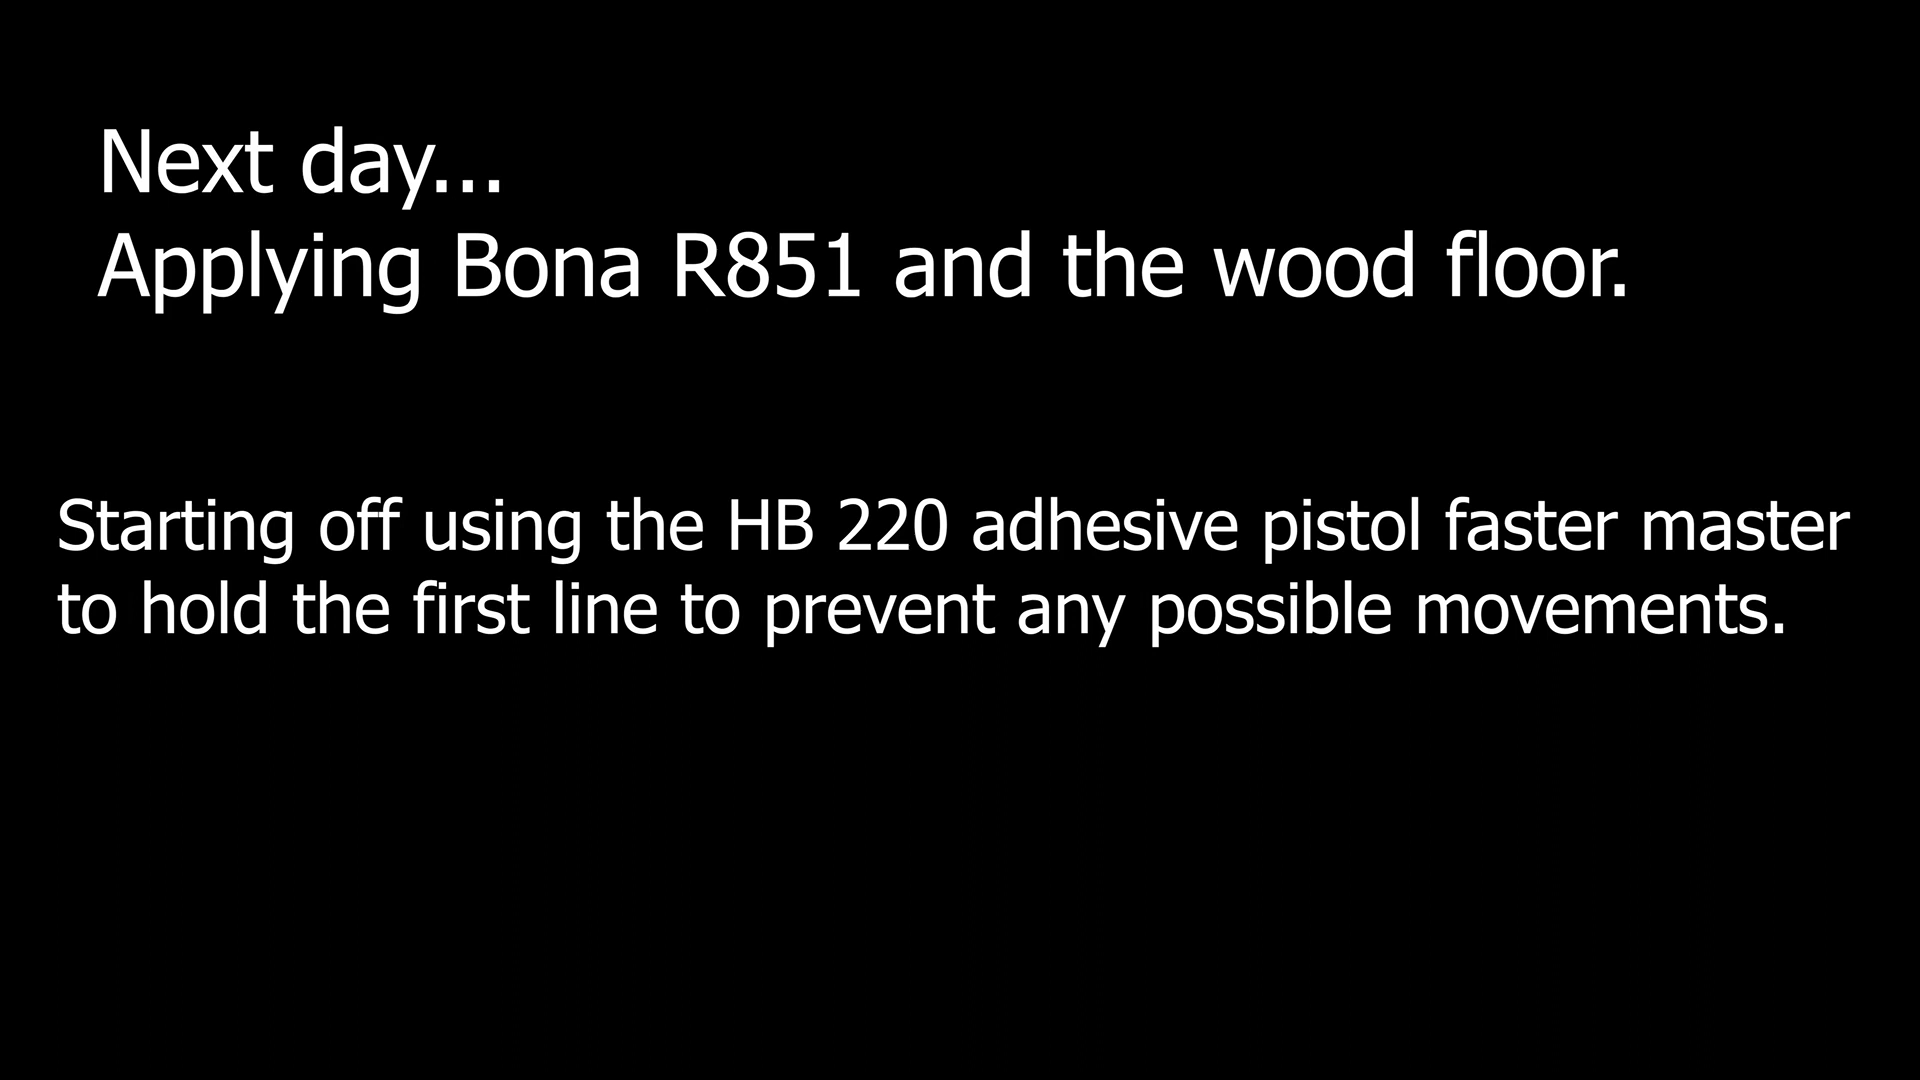 Next day...
Applying Bona R851 and the wood floor.
Starting off using the HB 220 adhesive pistol faster master
to hold the first line to prevent any possible movements.